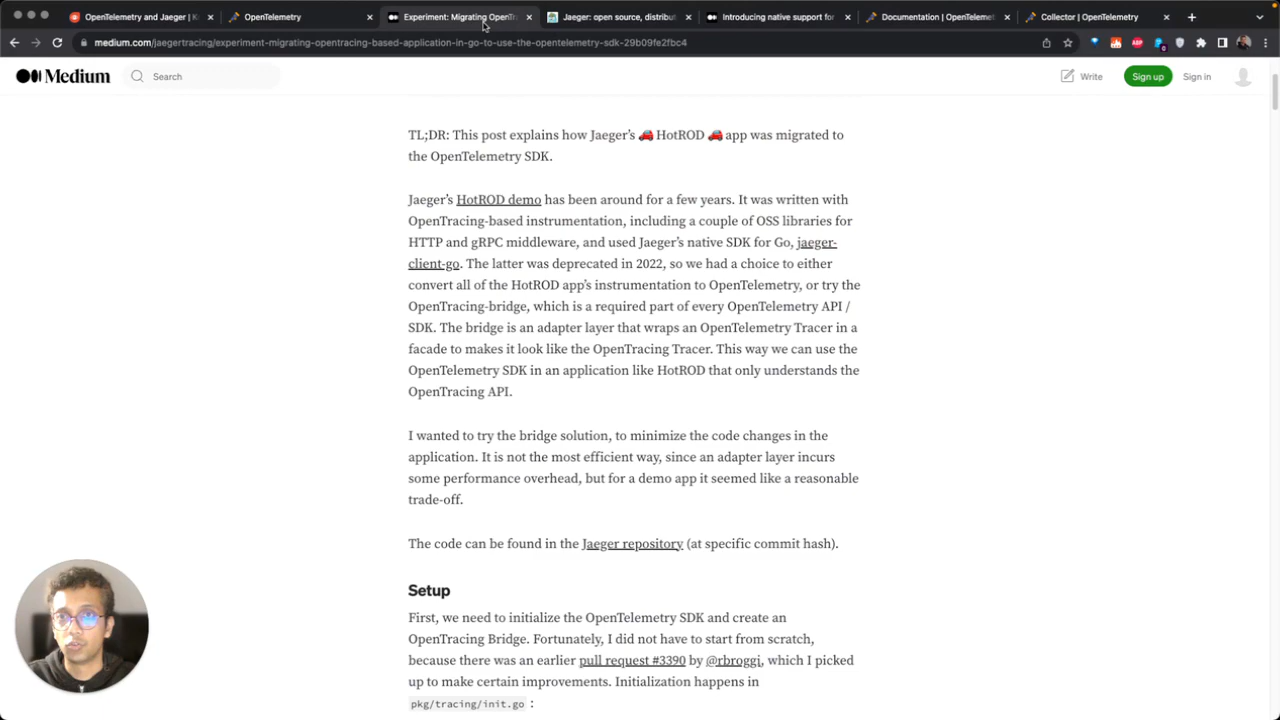 OpenTelemetry and Jaeger | K
OpenTelemetry
Experiment: Migrating OpenTr
Jaeger: open source, distribut
Introducing native support for
Documentation | OpenTelemet
Collector | OpenTelemetry
medium.com/jaegertracing/experiment-migrating-opentracing-based-application-in-go-to-use-the-opentelemetry-sdk-29b09fe2fbc4
Medium
Search
Write
Sign up
Sign in
TL;DR: This post explains how Jaeger's 🚗 HotROD 🚗 app was migrated to
the OpenTelemetry SDK.
Jaeger's HotROD demo has been around for a few years. It was written with
OpenTracing-based instrumentation, including a couple of OSS libraries for
HTTP and gRPC middleware, and used Jaeger's native SDK for Go, jaeger-
client-go. The latter was deprecated in 2022, so we had a choice to either
convert all of the HotROD app's instrumentation to OpenTelemetry, or try the
OpenTracing-bridge, which is a required part of every OpenTelemetry API /
SDK. The bridge is an adapter layer that wraps an OpenTelemetry Tracer in a
facade to makes it look like the OpenTracing Tracer. This way we can use the
OpenTelemetry SDK in an application like HotROD that only understands the
OpenTracing API.
I wanted to try the bridge solution, to minimize the code changes in the
application. It is not the most efficient way, since an adapter layer incurs
some performance overhead, but for a demo app it seemed like a reasonable
trade-off.
The code can be found in the Jaeger repository (at specific commit hash).
Setup
First, we need to initialize the OpenTelemetry SDK and create an
OpenTracing Bridge. Fortunately, I did not have to start from scratch,
because there was an earlier pull request #3390 by @rbroggi, which I picked
up to make certain improvements. Initialization happens in
pkg/tracing/init.go :